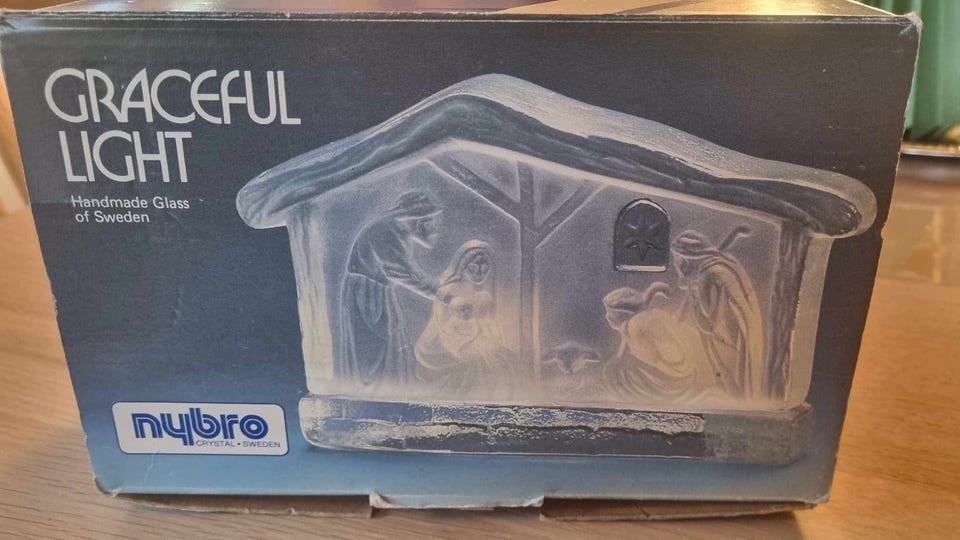 GRACEFUL
LIGHT
Handmade Glass
of Sweden
nybro
CRYSTAL • SWEDEN